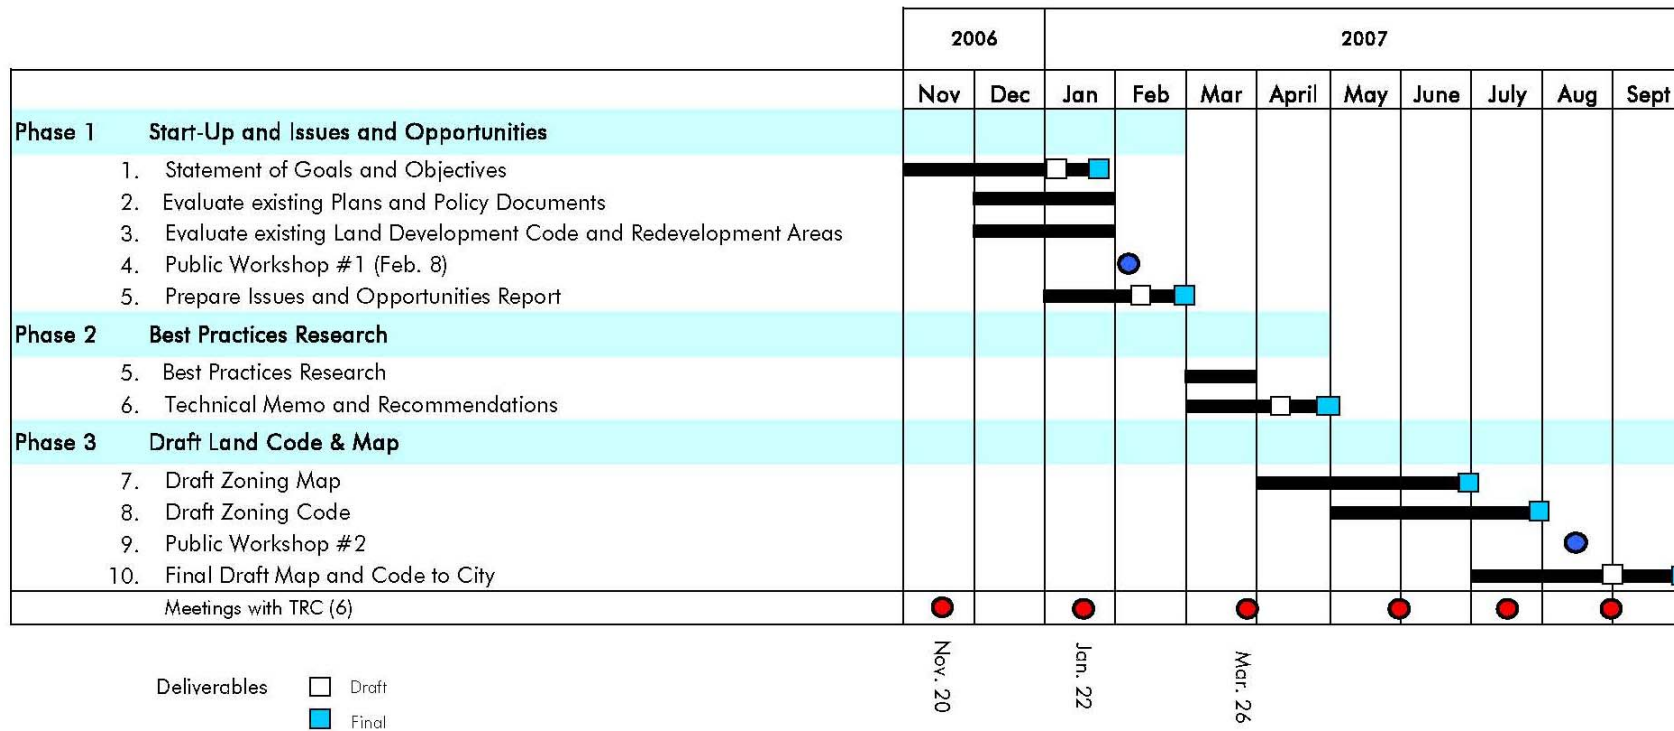 2006 2007
Nov Dec Jan Feb Mar April May June July Aug Sept
Phase 1 Start-Up and Issues and Opportunities
1. Statement of Goals and Objectives
2. Evaluate existing Plans and Policy Documents
3. Evaluate existing Land Development Code and Redevelopment Areas
4. Public Workshop #1 (Feb. 8)
5. Prepare Issues and Opportunities Report
Phase 2 Best Practices Research
5. Best Practices Research
6. Technical Memo and Recommendations
Phase 3 Draft Land Code & Map
7. Draft Zoning Map
8. Draft Zoning Code
9. Public Workshop #2
10. Final Draft Map and Code to City
Meetings with TRC (6)
Nov. 20 Jan. 22 Mar. 26
Deliverables Draft
Final